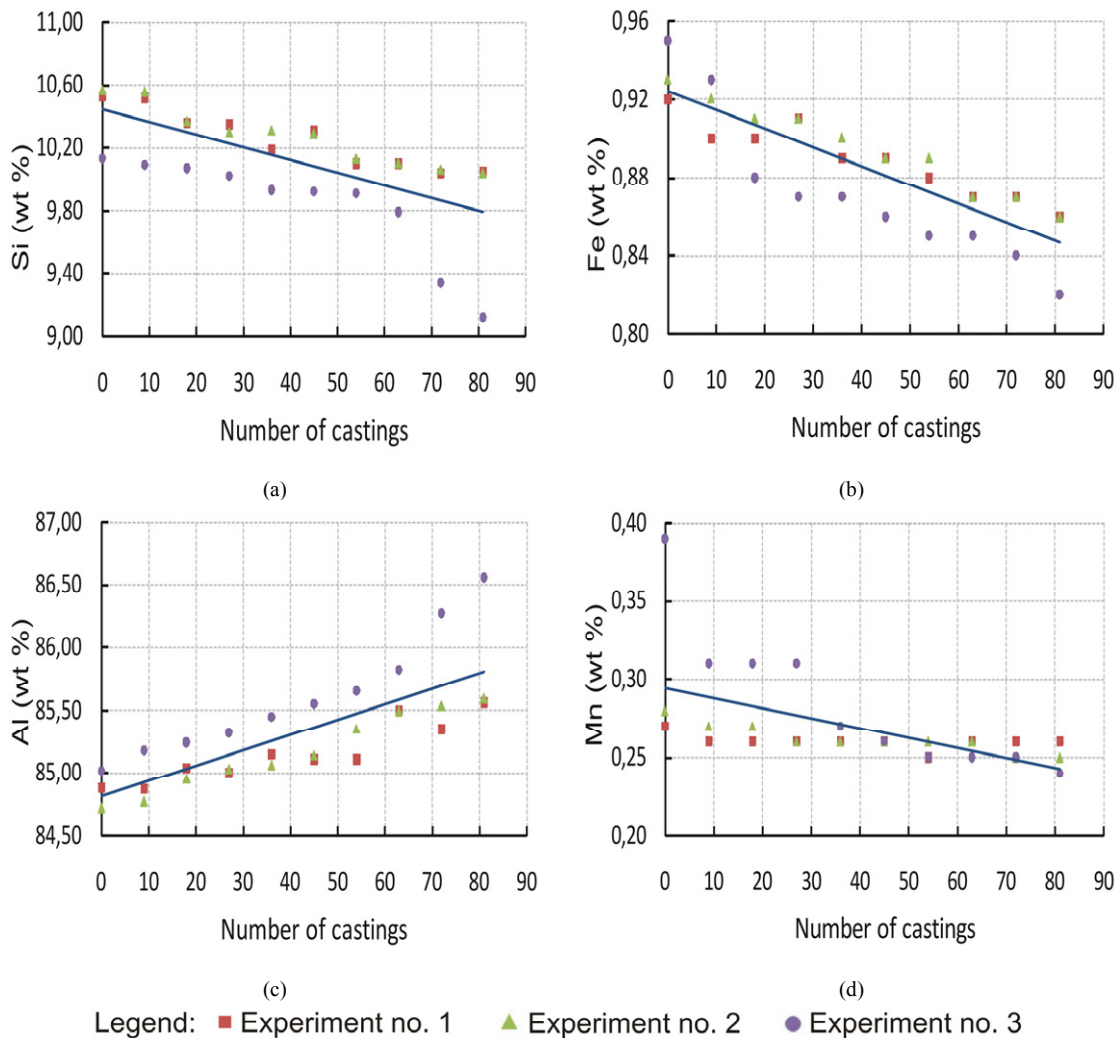 11,00
10,60
10,20
9,80
9,40
9,00
Si (wt %)
0 10 20 30 40 50 60 70 80 90
Number of castings
(a)
0,96
0,92
0,88
0,84
0,80
Fe (wt %)
0 10 20 30 40 50 60 70 80 90
Number of castings
(b)
87,00
86,50
86,00
85,50
85,00
84,50
Al (wt %)
0 10 20 30 40 50 60 70 80 90
Number of castings
(c)
0,40
0,35
0,30
0,25
0,20
Mn (wt %)
0 10 20 30 40 50 60 70 80 90
Number of castings
(d)
Legend: Experiment no. 1 Experiment no. 2 Experiment no. 3